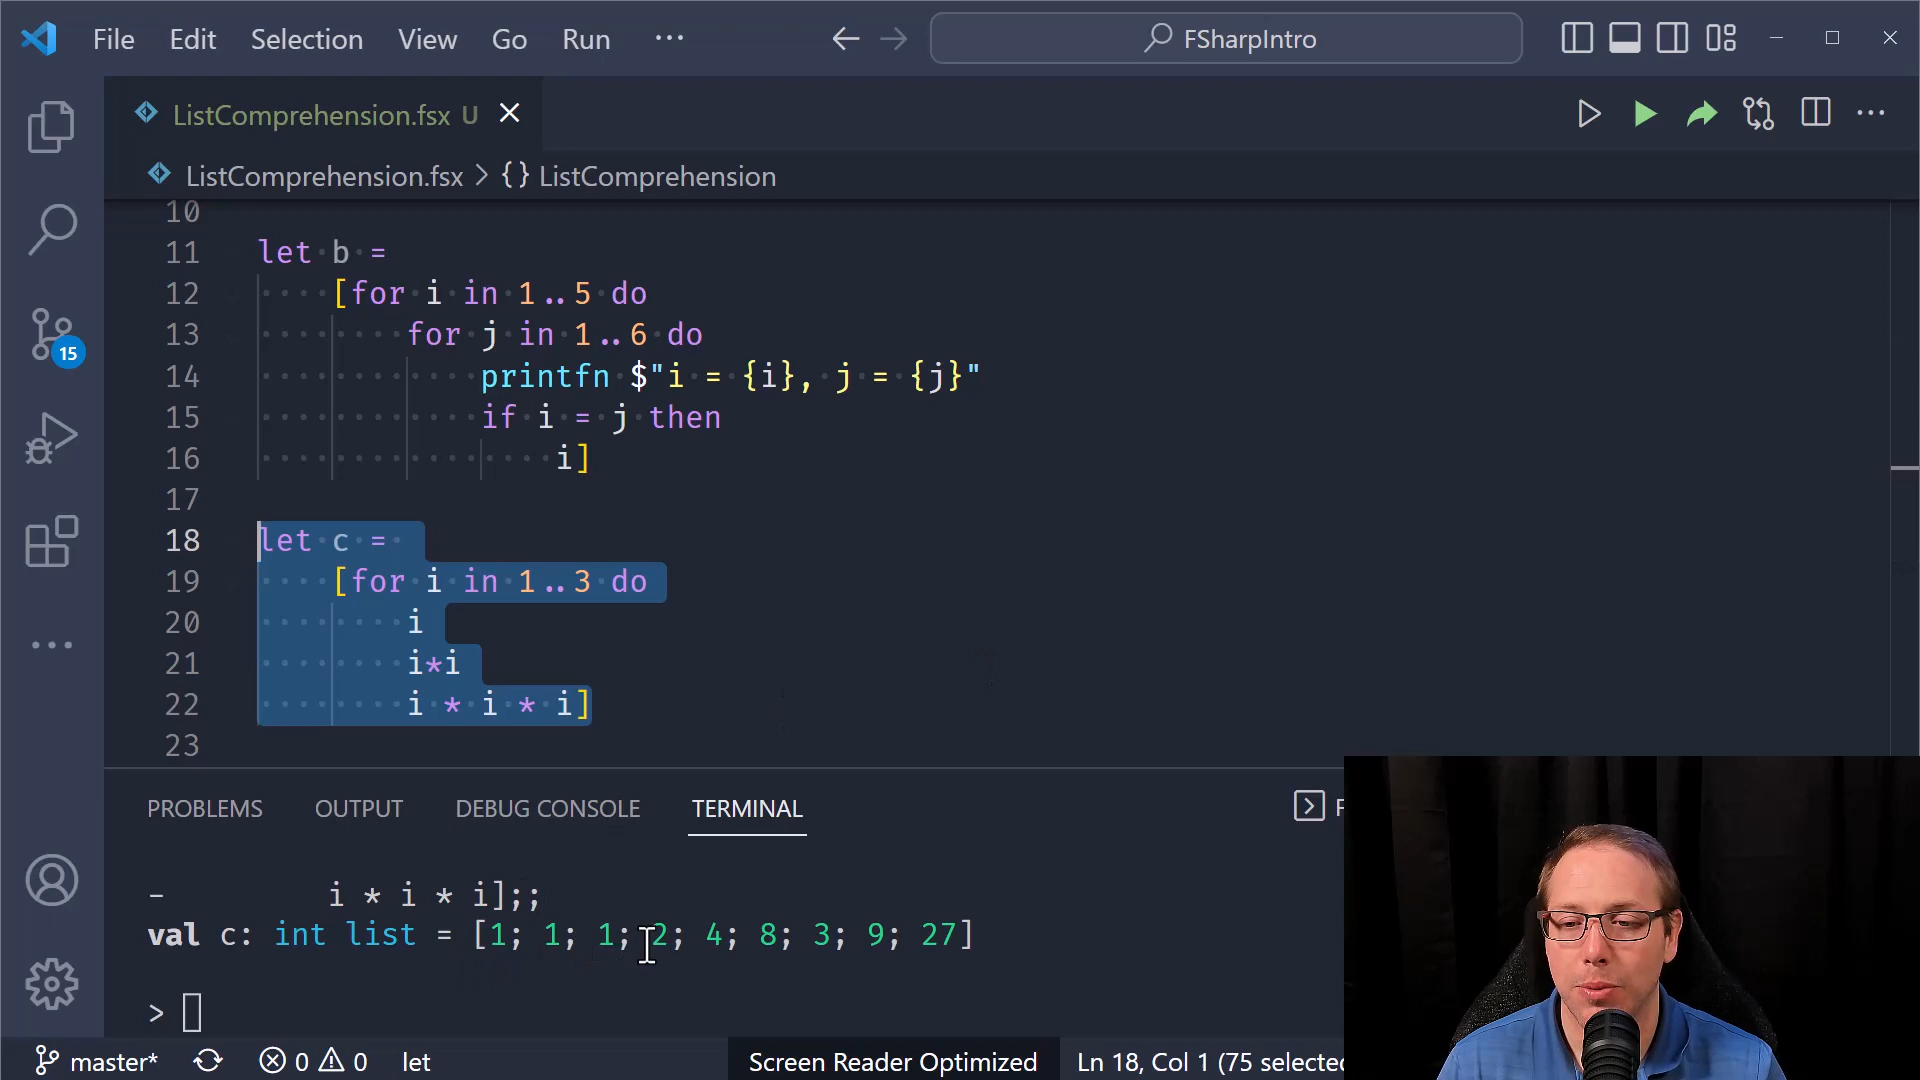 File Edit Selection View Go Run ··· FSharpIntro
ListComprehension.fsx U
ListComprehension.fsx > {} ListComprehension
10
11 let b =
12 [for i in 1..5 do
13 for j in 1..6 do
14 printfn $"i = {i}, j = {j}"
15 if i = j then
16 i]
17
18 let c =
19 [for i in 1..3 do
20 i
21 i*i
22 i * i * i]
23
15
PROBLEMS OUTPUT DEBUG CONSOLE TERMINAL
- i * i * i];;
val c: int list = [1; 1; 1; 2; 4; 8; 3; 9; 27]
>
master* 0 0 let Screen Reader Optimized Ln 18, Col 1 (75 selected